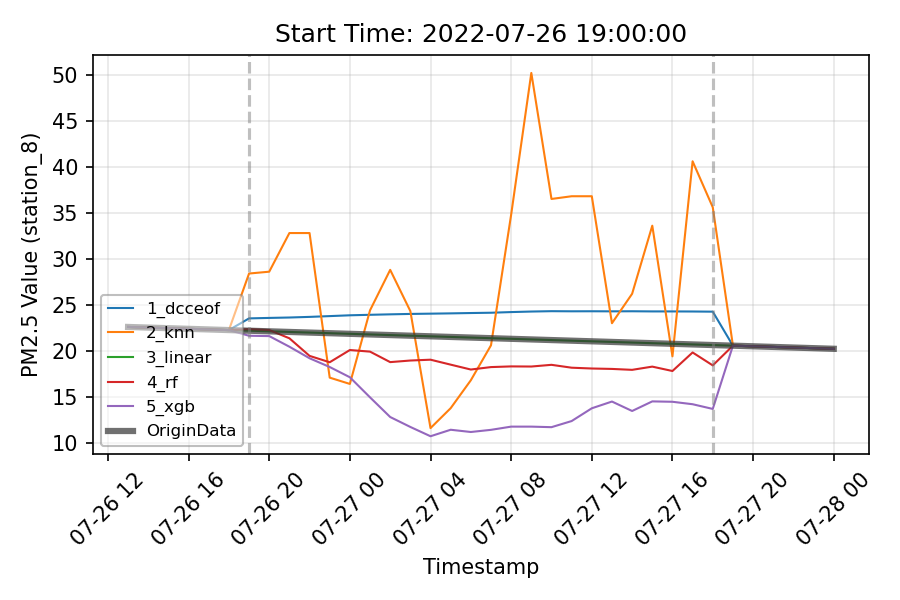 Start Time: 2022-07-26 19:00:00
PM2.5 Value (station_8)
50
45
40
35
30
25
20
15
10
1_dcceof
2_knn
3_linear
4_rf
5_xgb
OriginData
07-26 12
07-26 16
07-26 20
07-27 00
07-27 04
07-27 08
07-27 12
07-27 16
07-27 20
07-28 00
Timestamp